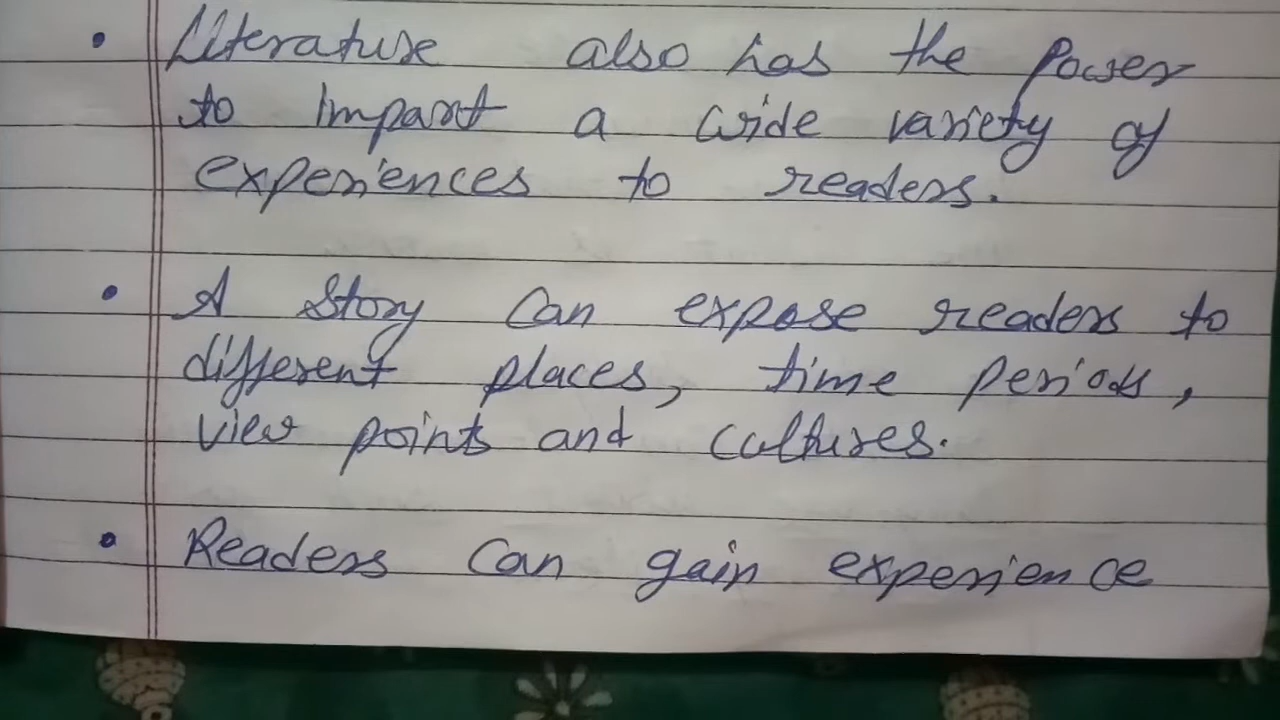 • Literature also has the Power
to Impart a wide variety of
experiences to readers.
• A Story Can expose readers to
different places, time periods,
view points and cultures.
• Readers Can gain experience